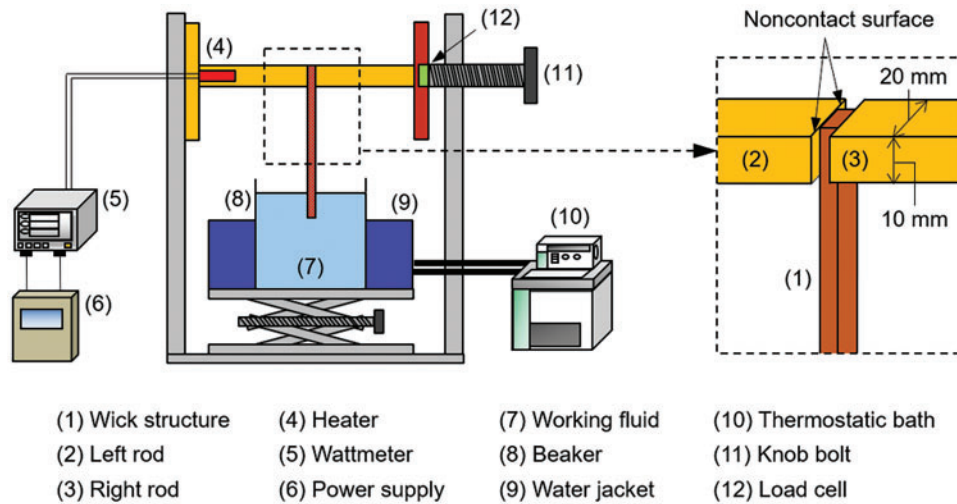 (12)
Noncontact surface
(4)
(11)
20 mm
(2)
(3)
(5)
(8)
(9)
(10)
10 mm
(7)
(1)
(6)
(1) Wick structure (4) Heater (7) Working fluid (10) Thermostatic bath
(2) Left rod (5) Wattmeter (8) Beaker (11) Knob bolt
(3) Right rod (6) Power supply (9) Water jacket (12) Load cell